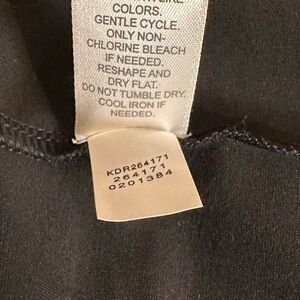 COLORS.
GENTLE CYCLE.
ONLY NON-
CHLORINE BLEACH
IF NEEDED.
RESHAPE AND
DRY FLAT.
DO NOT TUMBLE DRY.
COOL IRON IF
NEEDED.
KDR264171
264171
0201384